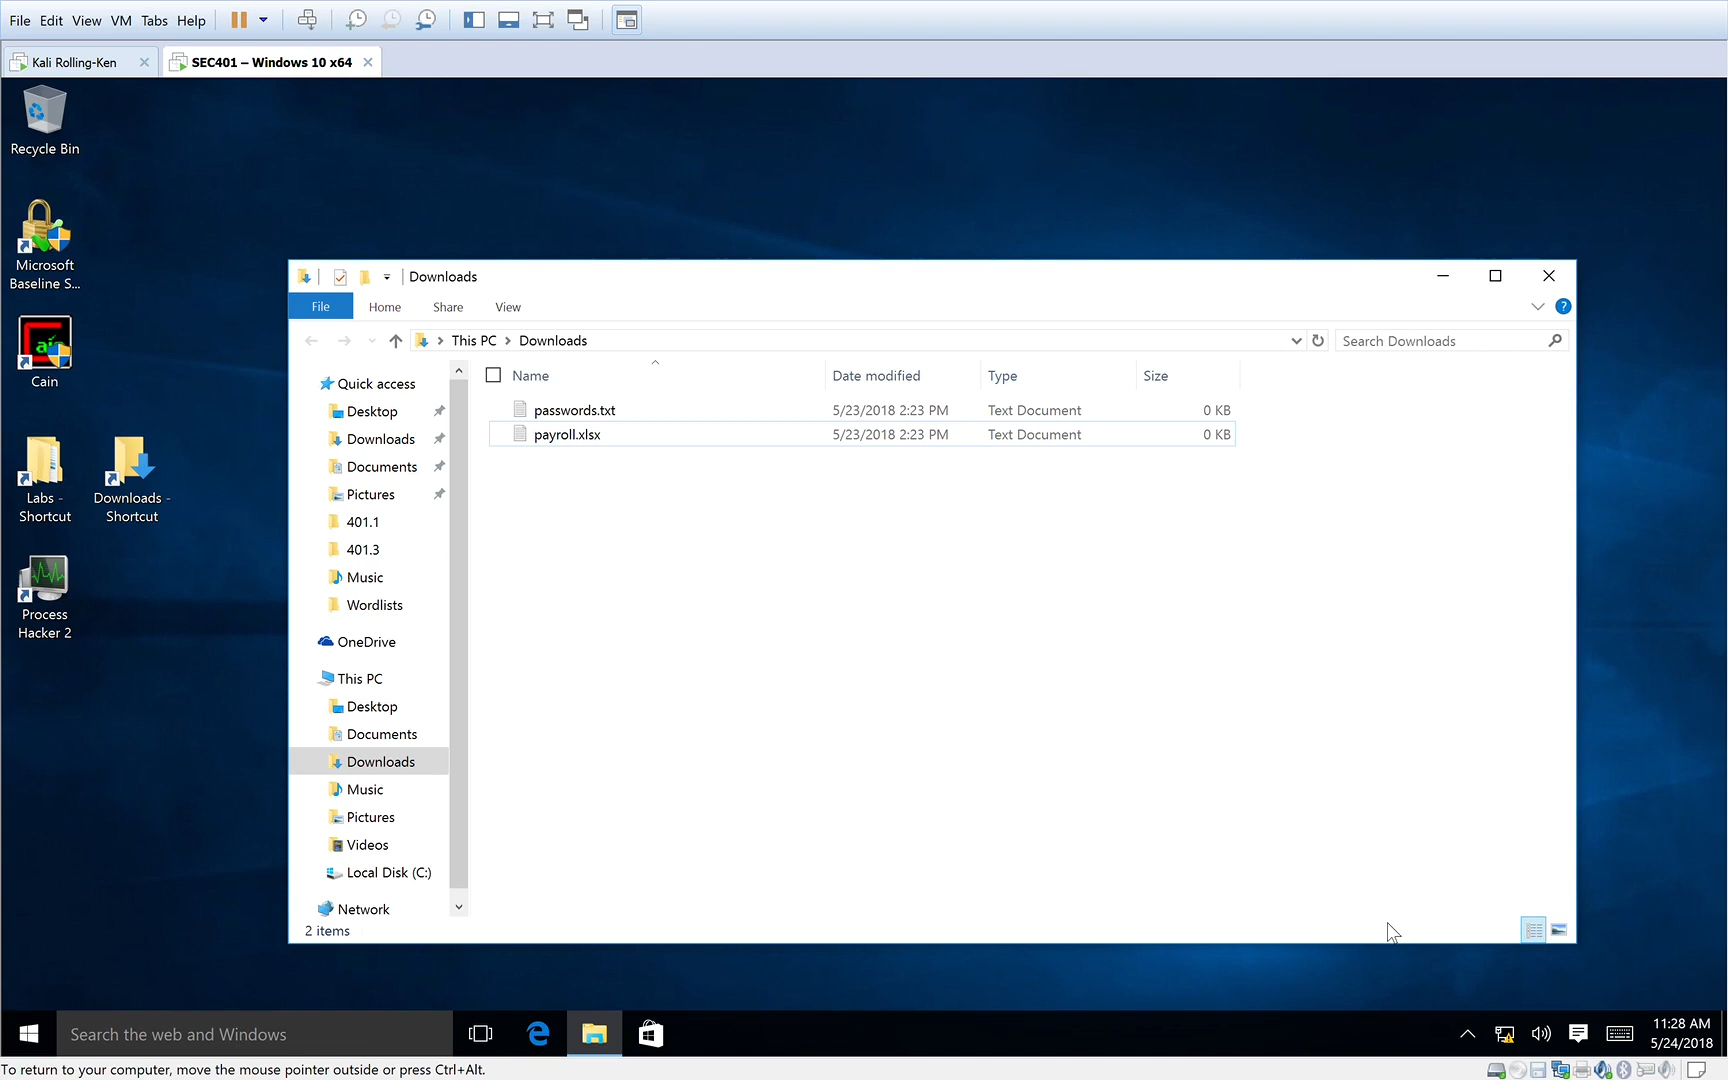 File Edit View VM Tabs Help
Kali Rolling-Ken
SEC401 – Windows 10 x64
Recycle Bin
Microsoft
Baseline S...
Cain
Labs -
Shortcut
Downloads -
Shortcut
Process
Hacker 2
Downloads
File Home Share View
This PC Downloads
Search Downloads
Name Date modified Type Size
passwords.txt 5/23/2018 2:23 PM Text Document 0 KB
payroll.xlsx 5/23/2018 2:23 PM Text Document 0 KB
Quick access
Desktop
Downloads
Documents
Pictures
401.1
401.3
Music
Wordlists
OneDrive
This PC
Desktop
Documents
Downloads
Music
Pictures
Videos
Local Disk (C:)
Network
2 items
Search the web and Windows
11:28 AM
5/24/2018
To return to your computer, move the mouse pointer outside or press Ctrl+Alt.